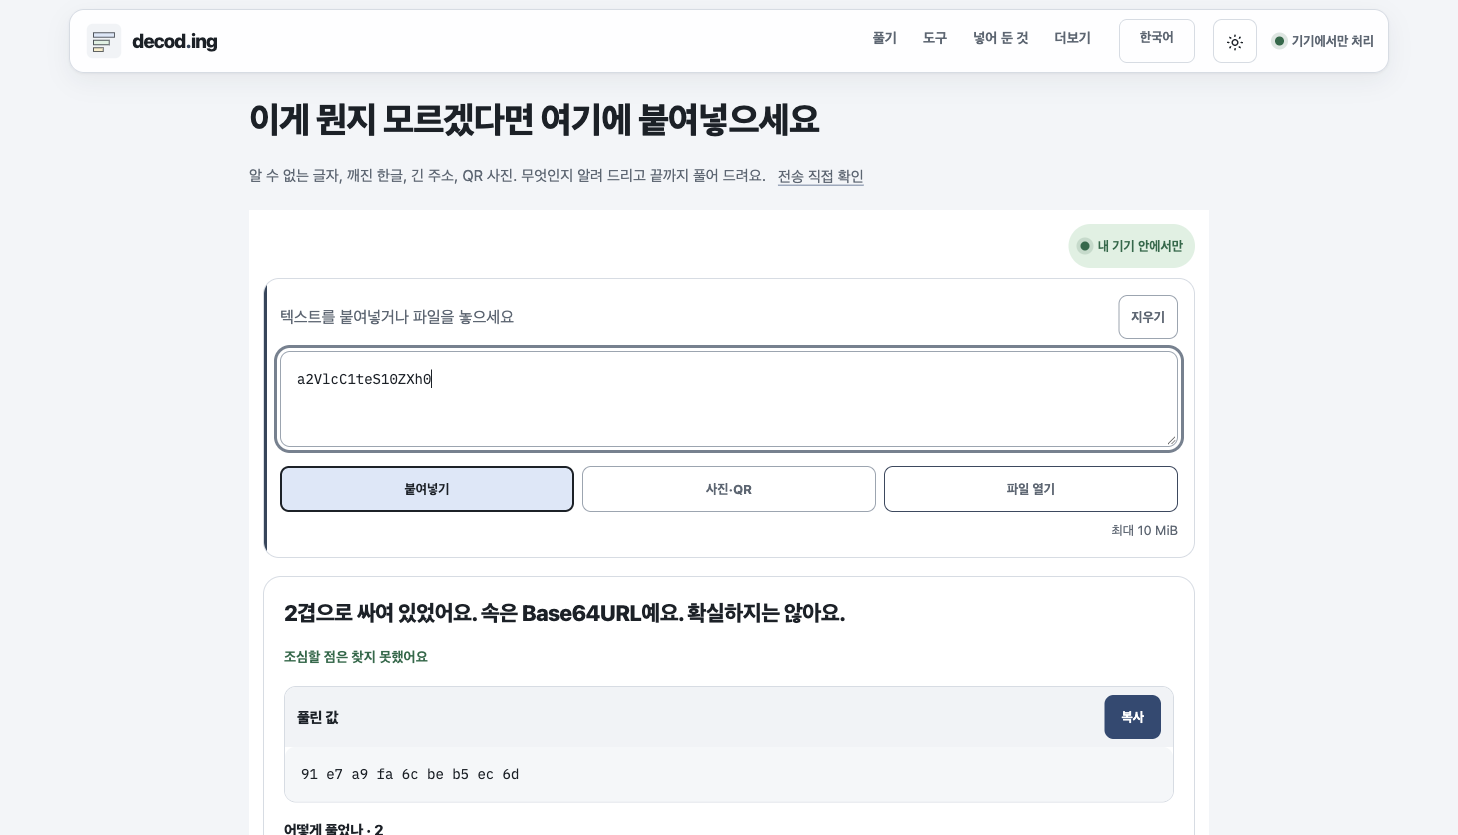 decod.ing
풀기
도구
넣어 둔 것
더보기
한국어
기기에서만 처리
이게 뭔지 모르겠다면 여기에 붙여넣으세요
알 수 없는 글자, 깨진 한글, 긴 주소, QR 사진. 무엇인지 알려 드리고 끝까지 풀어 드려요. 전송 직접 확인
내 기기 안에서만
텍스트를 붙여넣거나 파일을 놓으세요
지우기
a2VlcC1teS10ZXh0
붙여넣기
사진·QR
파일 열기
최대 10 MiB
2겹으로 싸여 있었어요. 속은 Base64URL예요. 확실하지는 않아요.
조심할 점은 찾지 못했어요
풀린 값
복사
91 e7 a9 fa 6c be b5 ec 6d
어떻게 풀었나 · 2